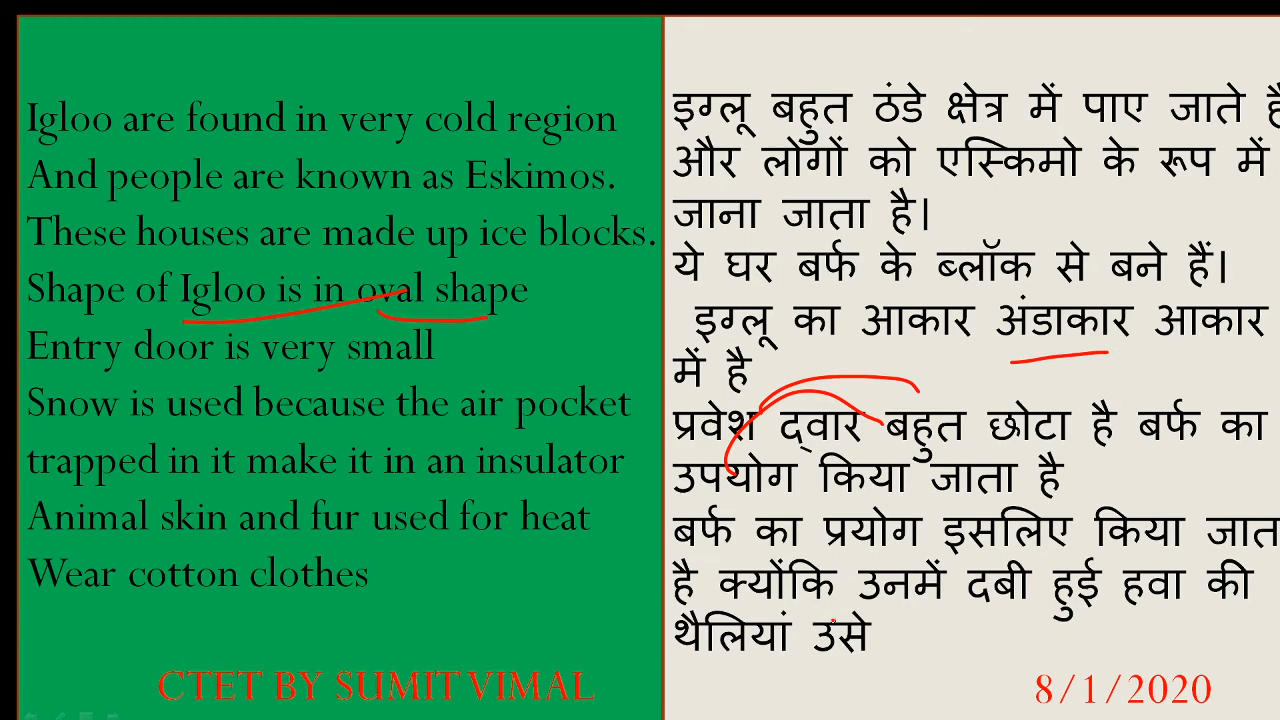 Igloo are found in very cold region
And people are known as Eskimos.
These houses are made up ice blocks.
Shape of Igloo is in oval shape
Entry door is very small
Snow is used because the air pocket
trapped in it make it in an insulator
Animal skin and fur used for heat
Wear cotton clothes
CTET BY SUMIT VIMAL
इग्लू बहुत ठंडे क्षेत्र में पाए जाते है
और लोगों को एस्किमो के रूप में
जाना जाता है।
ये घर बर्फ के ब्लॉक से बने हैं।
इग्लू का आकार अंडाकार आकार
में है
प्रवेश द्वार बहुत छोटा है बर्फ का
उपयोग किया जाता है
बर्फ का प्रयोग इसलिए किया जात
है क्योंकि उनमें दबी हुई हवा की
थैलियां उसे
8/1/2020